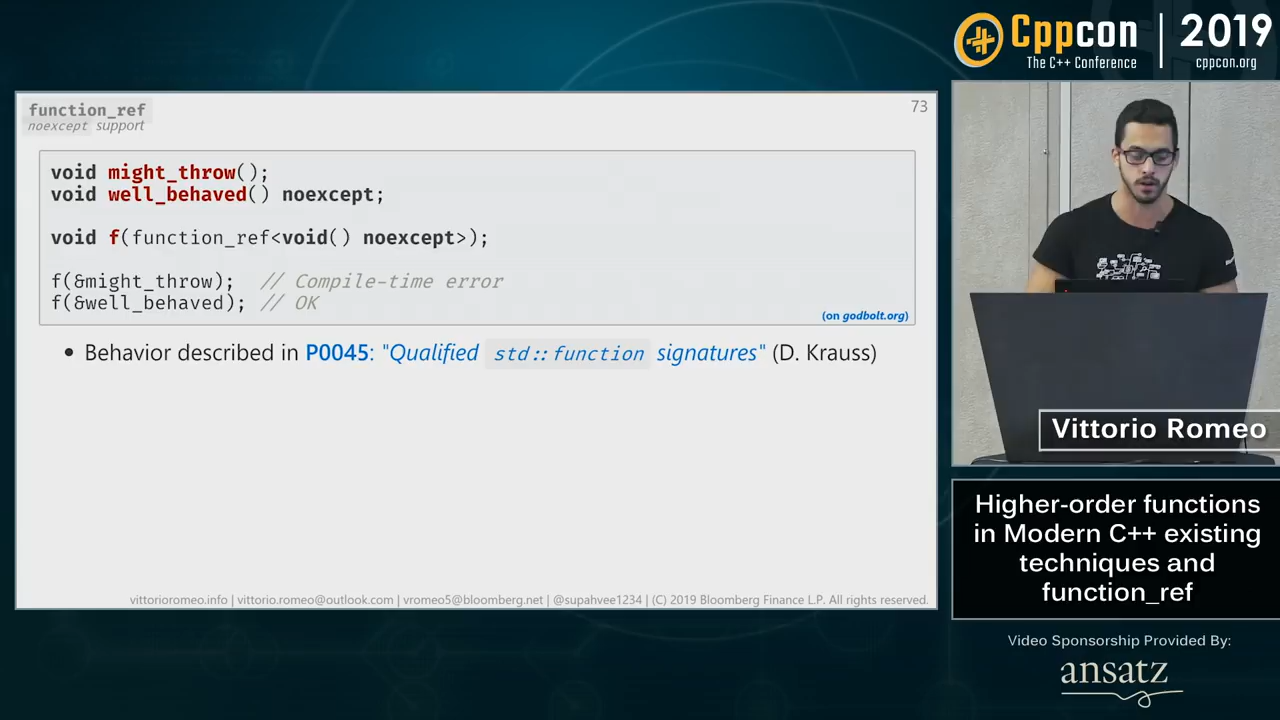 function_ref
noexcept support
73
void might_throw();
void well_behaved() noexcept;
void f(function_ref<void() noexcept>);
f(&might_throw); // Compile-time error
f(&well_behaved); // OK
(on godbolt.org)
• Behavior described in P0045: "Qualified std::function signatures" (D. Krauss)
vittorioromeo.info | vittorio.romeo@outlook.com | vromeo5@bloomberg.net | @supahvee1234 | (C) 2019 Bloomberg Finance L.P. All rights reserved.
Cppcon | 2019
The C++ Conference cppcon.org
Vittorio Romeo
Higher-order functions
in Modern C++ existing
techniques and
function_ref
Video Sponsorship Provided By:
ansatz